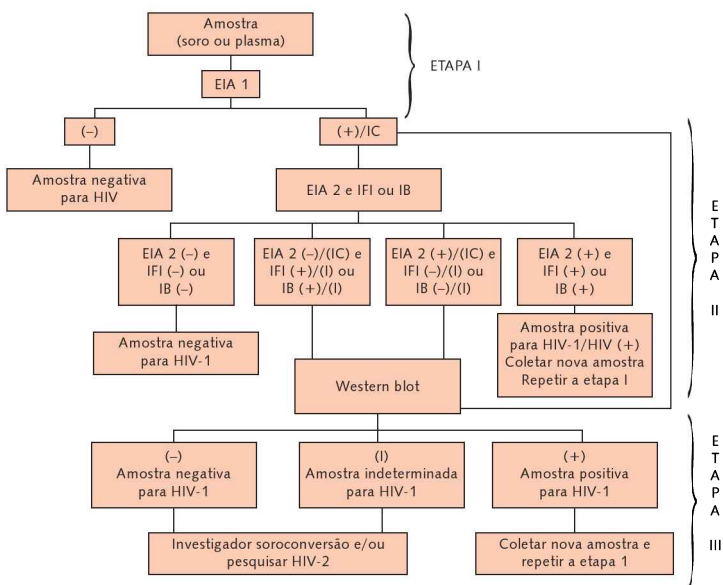 Amostra
(soro ou plasma)
ETAPA I
EIA 1
(–)
(+)/IC
Amostra negativa
para HIV
EIA 2 e IFI ou IB
EIA 2 (–) e
IFI (–) ou
IB (–)
EIA 2 (–)/(IC) e
IFI (+)/(I) ou
IB (+)/(I)
EIA 2 (+)/(IC) e
IFI (–)/(I) ou
IB (–)/(I)
EIA 2 (+) e
IFI (+) ou
IB (+)
E
T
A
P
A
II
Amostra negativa
para HIV-1
Amostra positiva
para HIV-1/HIV (+)
Coletar nova amostra
Repetir a etapa I
Western blot
(–)
Amostra negativa
para HIV-1
(I)
Amostra indeterminada
para HIV-1
(+)
Amostra positiva
para HIV-1
E
T
A
P
A
III
Investigador soroconversão e/ou
pesquisar HIV-2
Coletar nova amostra e
repetir a etapa 1